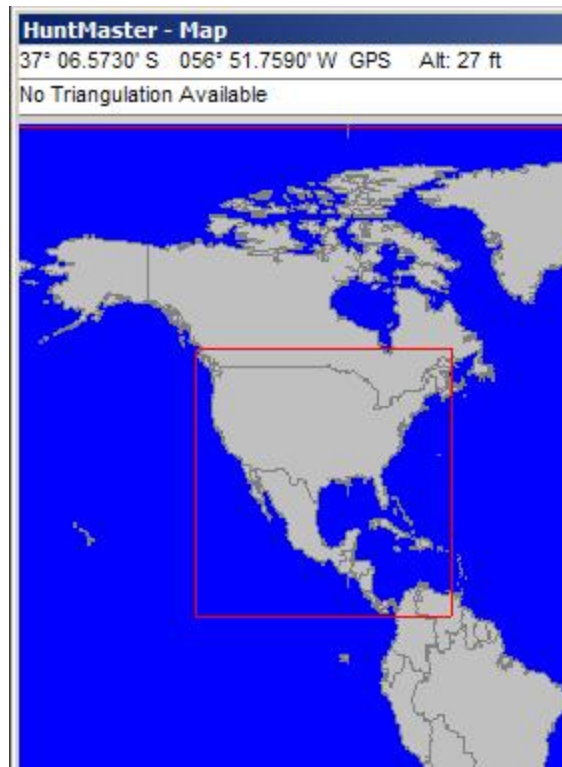 HuntMaster - Map
37° 06.5730' S 056° 51.7590' W GPS Alt: 27 ft
No Triangulation Available